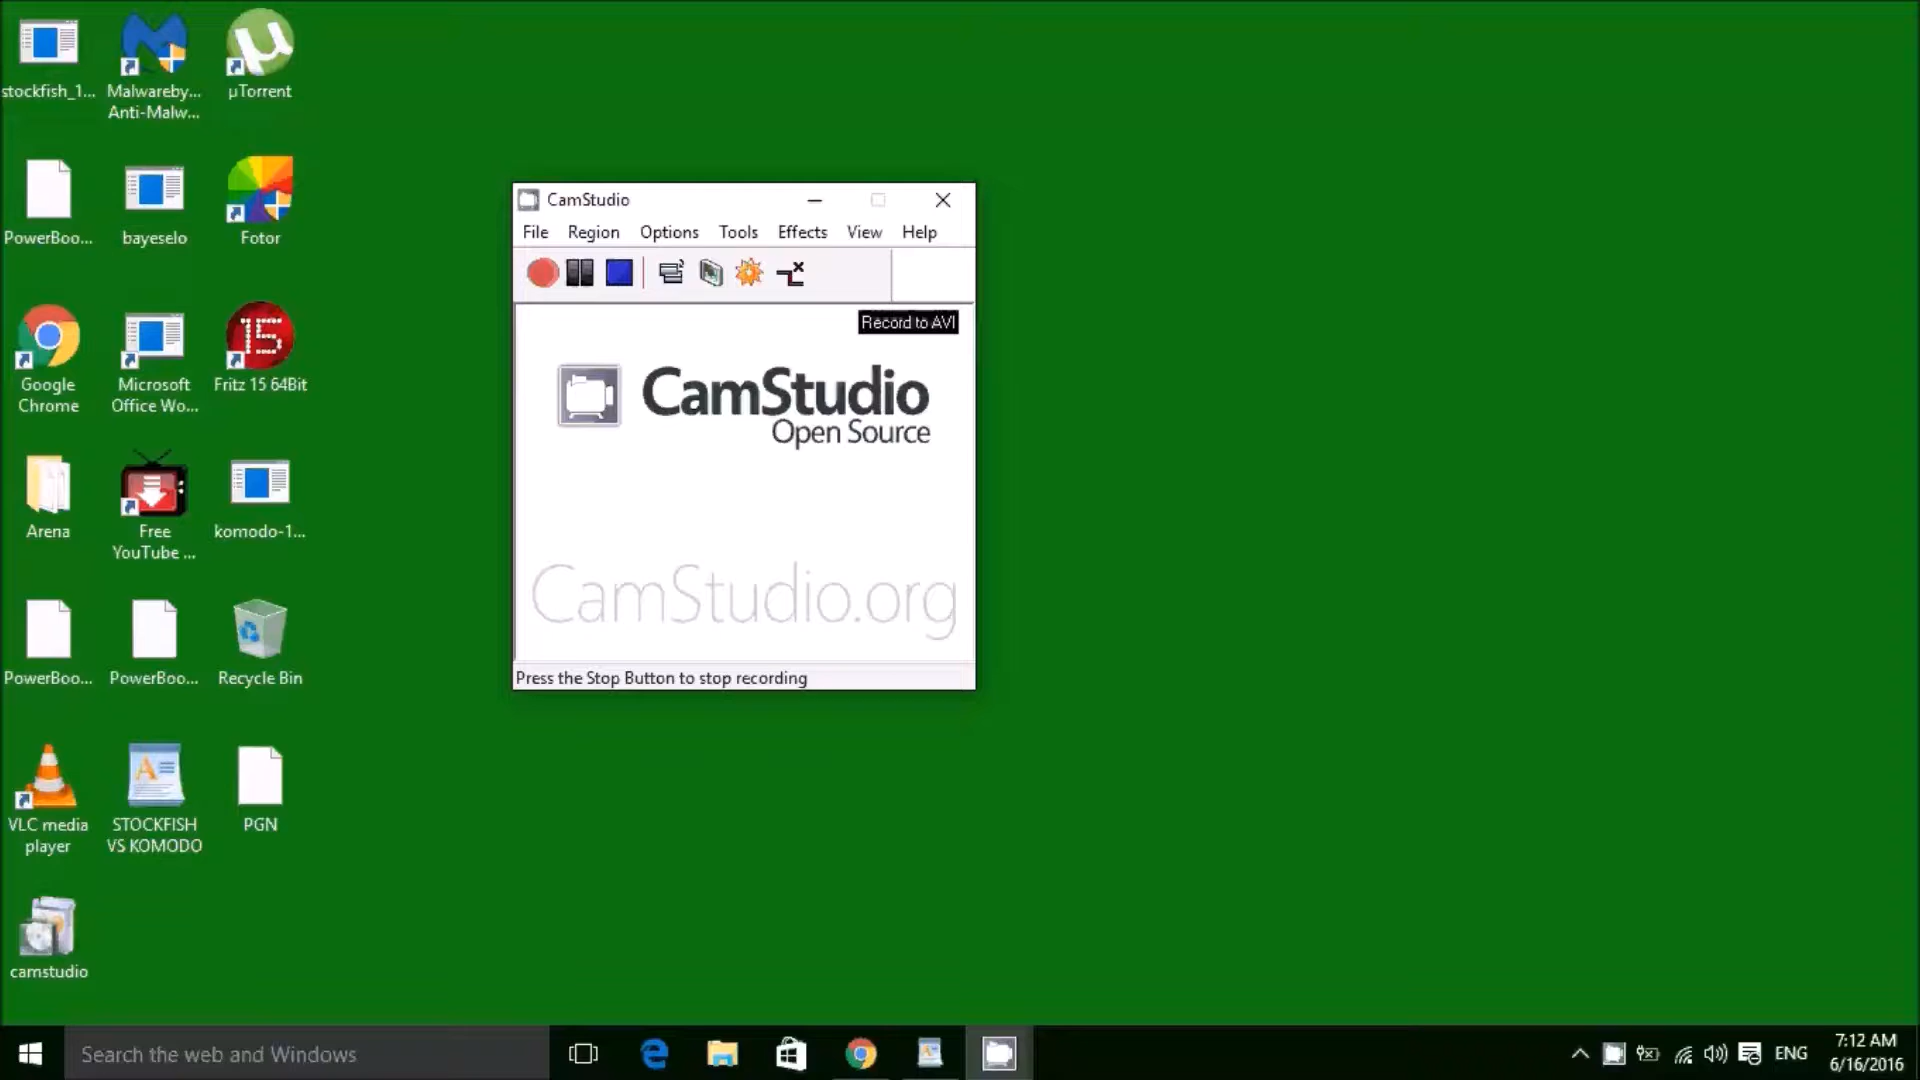 stockfish_1...
Malwareby...
Anti-Malw...
µTorrent
PowerBoo...
bayeselo
Fotor
Google
Chrome
Microsoft
Office Wo...
15
Fritz 15 64Bit
Arena
Free
YouTube ...
komodo-1...
PowerBoo...
PowerBoo...
Recycle Bin
VLC media
player
STOCKFISH
VS KOMODO
PGN
camstudio
CamStudio
File Region Options Tools Effects View Help
Record to AVI
CamStudio
Open Source
CamStudio.org
Press the Stop Button to stop recording
Search the web and Windows
ENG
7:12 AM
6/16/2016